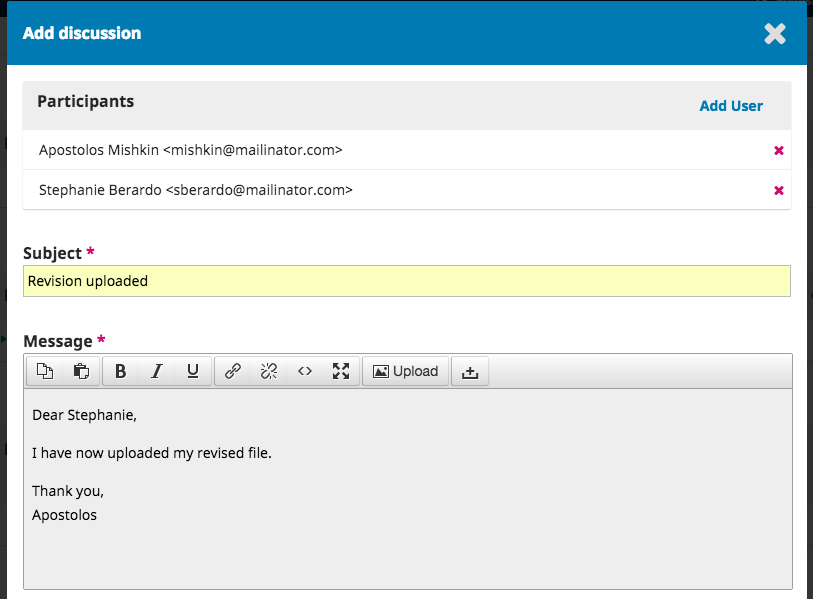 Add discussion
Participants
Add User
Apostolos Mishkin <mishkin@mailinator.com>
Stephanie Berardo <sberardo@mailinator.com>
Subject *
Revision uploaded
Message *
B I U <> Upload
Dear Stephanie,
I have now uploaded my revised file.
Thank you,
Apostolos